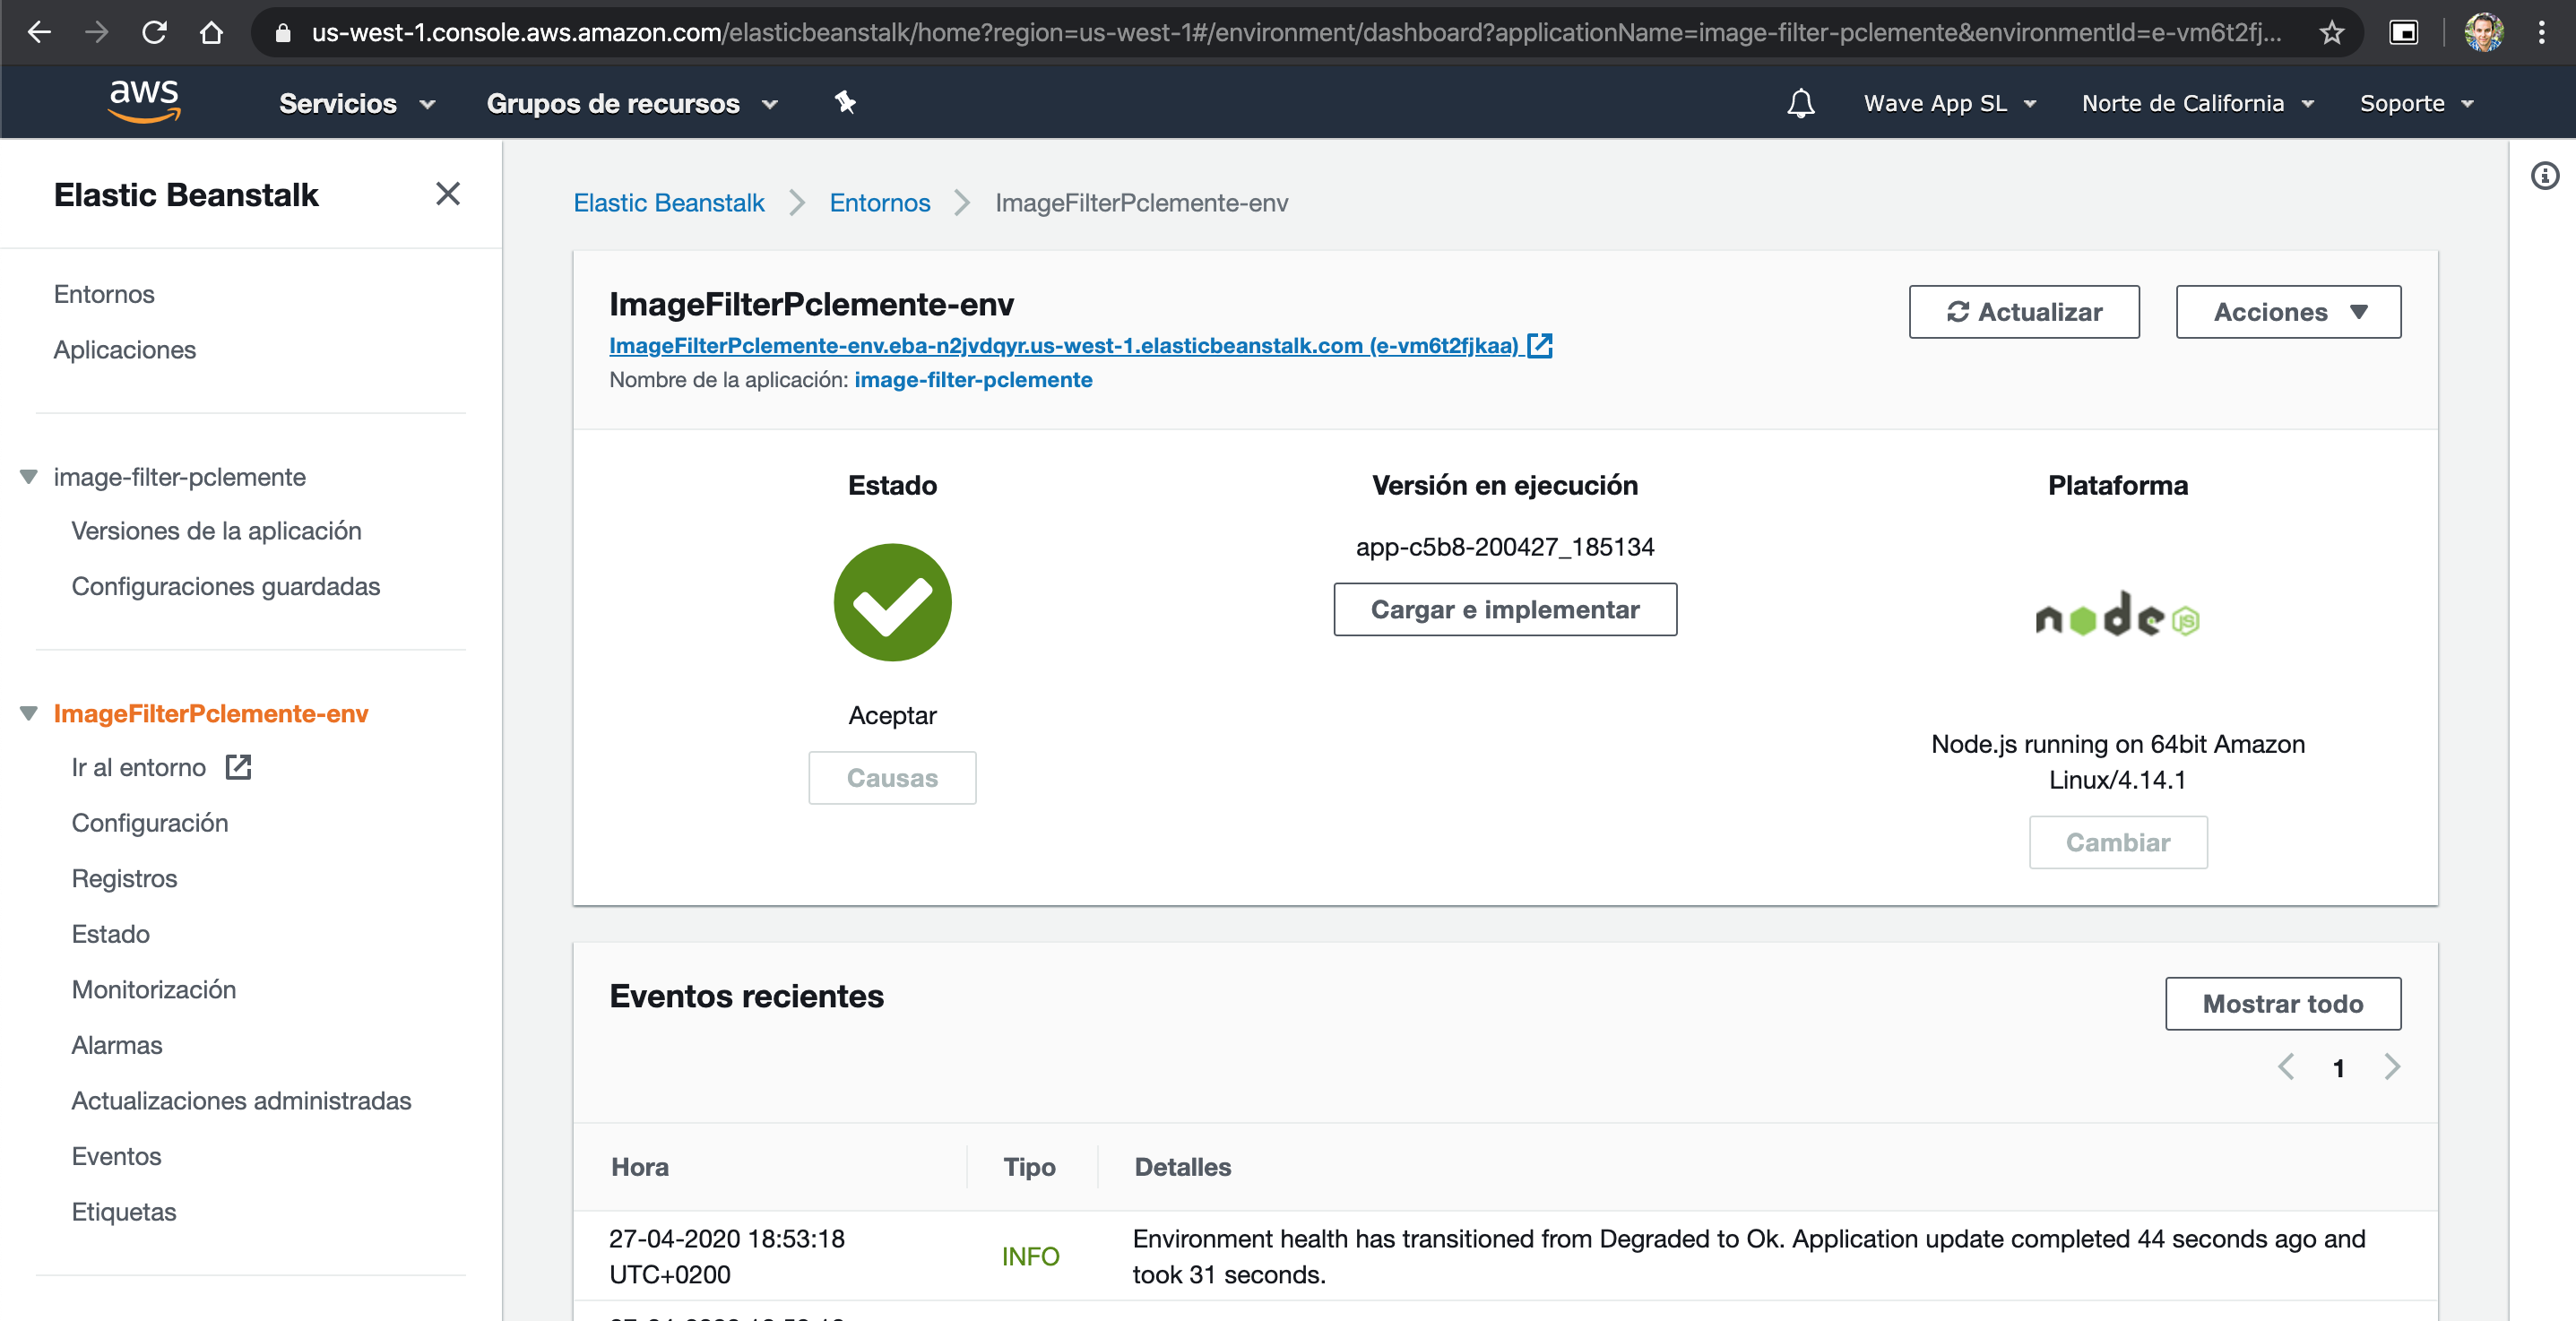 us-west-1.console.aws.amazon.com/elasticbeanstalk/home?region=us-west-1#/environment/dashboard?applicationName=image-filter-pclemente&environmentId=e-vm6t2fj...
aws
Servicios
Grupos de recursos
Wave App SL
Norte de California
Soporte
Elastic Beanstalk
Entornos
Aplicaciones
image-filter-pclemente
Versiones de la aplicación
Configuraciones guardadas
ImageFilterPclemente-env
Ir al entorno
Configuración
Registros
Estado
Monitorización
Alarmas
Actualizaciones administradas
Eventos
Etiquetas
Elastic Beanstalk
Entornos
ImageFilterPclemente-env
ImageFilterPclemente-env
ImageFilterPclemente-env.eba-n2jvdqyr.us-west-1.elasticbeanstalk.com (e-vm6t2fjkaa)
Nombre de la aplicación: image-filter-pclemente
Actualizar
Acciones
Estado
Aceptar
Causas
Versión en ejecución
app-c5b8-200427_185134
Cargar e implementar
Plataforma
node JS
Node.js running on 64bit Amazon
Linux/4.14.1
Cambiar
Eventos recientes
Mostrar todo
1
Hora
Tipo
Detalles
27-04-2020 18:53:18
UTC+0200
INFO
Environment health has transitioned from Degraded to Ok. Application update completed 44 seconds ago and
took 31 seconds.